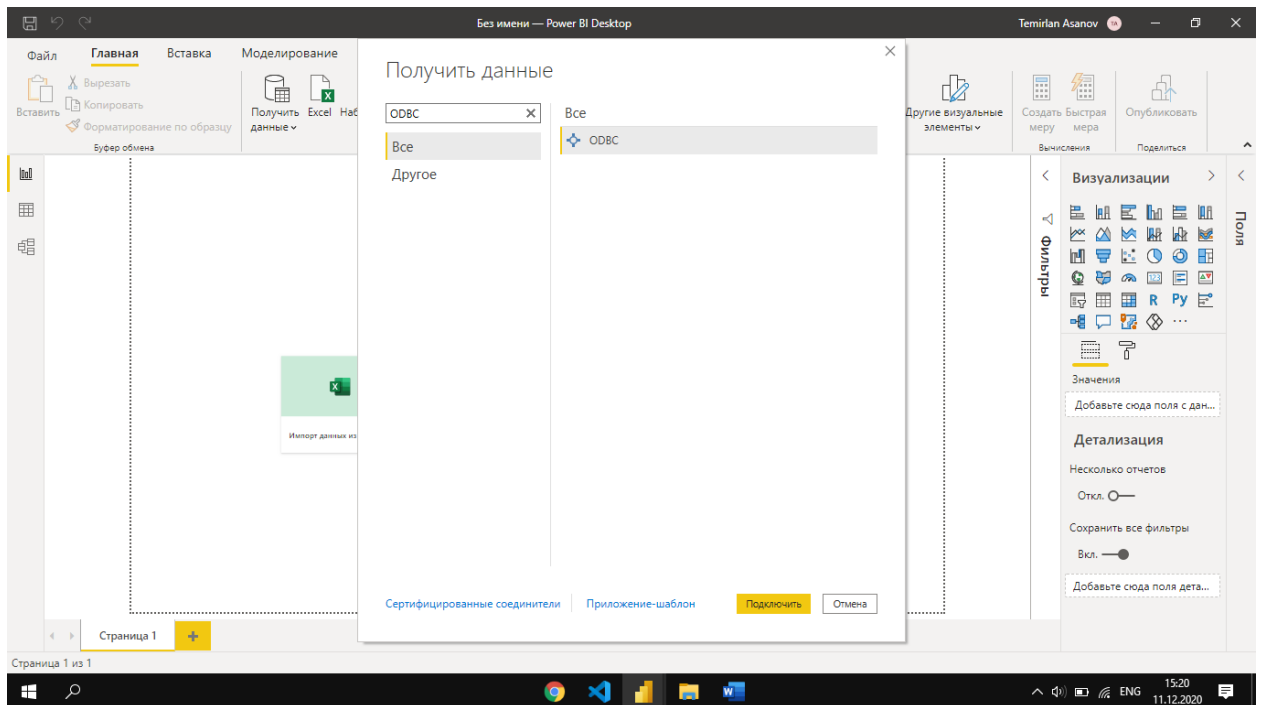 Без имени — Power BI Desktop
Temirlan Asanov
TA
Файл
Главная
Вставка
Моделирование
Вставить
Вырезать
Копировать
Форматирование по образцу
Буфер обмена
Получить данные
Excel
Наб
Получить данные
ODBC
Все
Другое
Все
ODBC
Сертифицированные соединители
Приложение-шаблон
Подключить
Отмена
Другие визуальные элементы
Создать меру
Быстрая мера
Вычисления
Опубликовать
Поделиться
Импорт данных из
Фильтры
Визуализации
Поля
123
R
Py
Значения
Добавьте сюда поля с дан...
Детализация
Несколько отчетов
Откл.
Сохранить все фильтры
Вкл.
Добавьте сюда поля дета...
Страница 1
Страница 1 из 1
ENG
15:20
11.12.2020